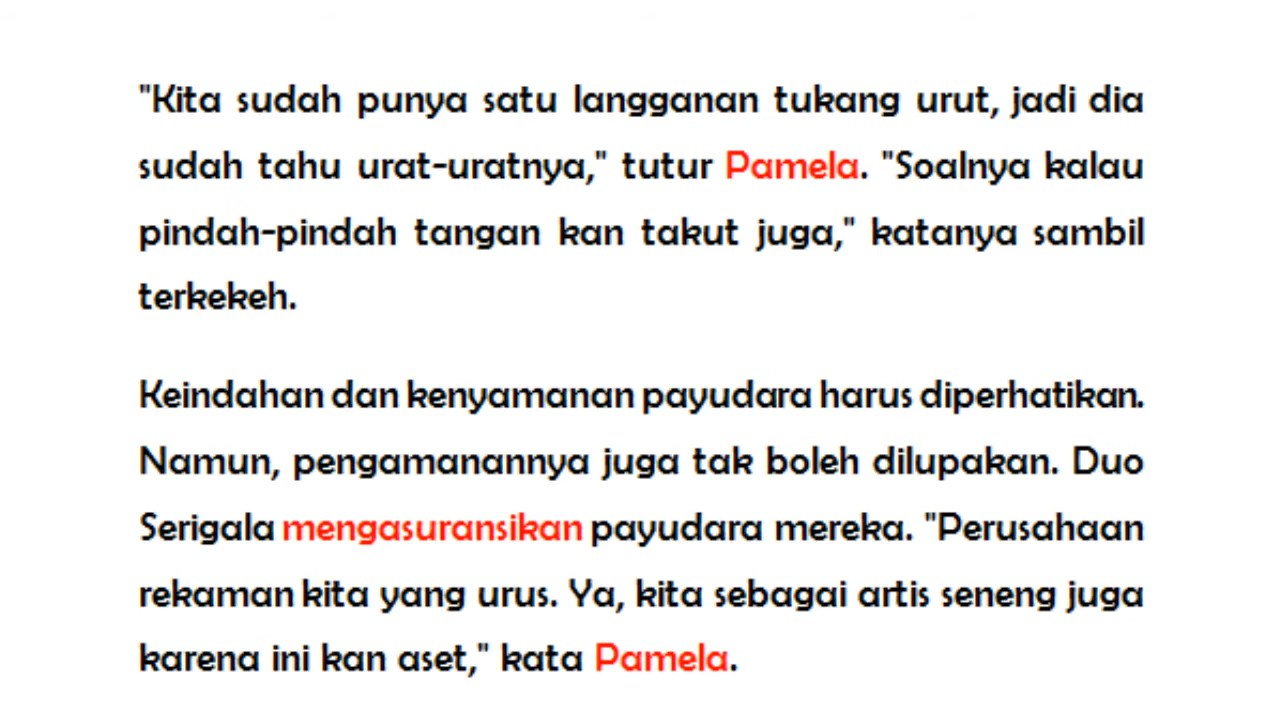 "Kita sudah punya satu langganan tukang urut, jadi dia
sudah tahu urat-uratnya," tutur Pamela. "Soalnya kalau
pindah-pindah tangan kan takut juga," katanya sambil
terkekeh.
Keindahan dan kenyamanan payudara harus diperhatikan.
Namun, pengamanannya juga tak boleh dilupakan. Duo
Serigala mengasuransikan payudara mereka. "Perusahaan
rekaman kita yang urus. Ya, kita sebagai artis seneng juga
karena ini kan aset," kata Pamela.